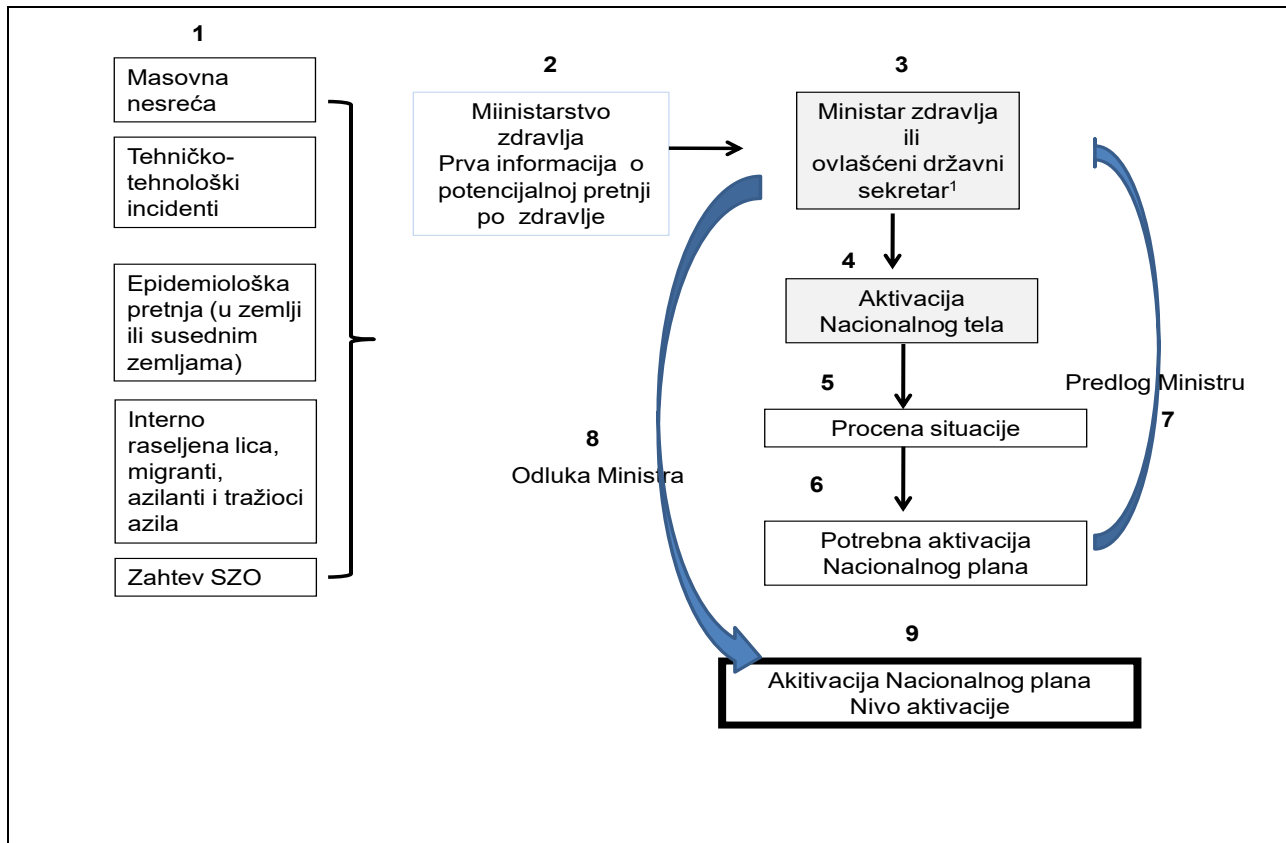 1
Masovna
nesreća
Tehničko-
tehnološki
incidenti
Epidemiološka
pretnja (u zemlji
ili susednim
zemljama)
Interno
raseljena lica,
migranti,
azilanti i tražioci
azila
Zahtev SZO
2
Miinistarstvo
zdravlja
Prva informacija o
potencijalnoj pretnji
po zdravlje
3
Ministar zdravlja
ili
ovlašćeni državni
sekretar¹
4
Aktivacija
Nacionalnog tela
5
Procena situacije
6
Potrebna aktivacija
Nacionalnog plana
Predlog Ministru
7
8
Odluka Ministra
9
Akitivacija Nacionalnog plana
Nivo aktivacije